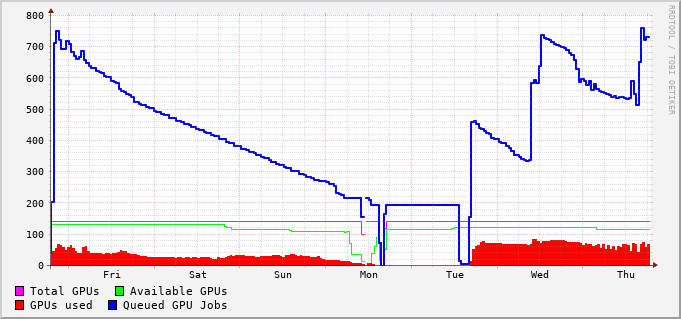 800
700
600
500
400
300
200
100
0
Fri Sat Sun Mon Tue Wed Thu
Total GPUs Available GPUs
GPUs used Queued GPU Jobs
RRDTOOL / TOBI OETIKER